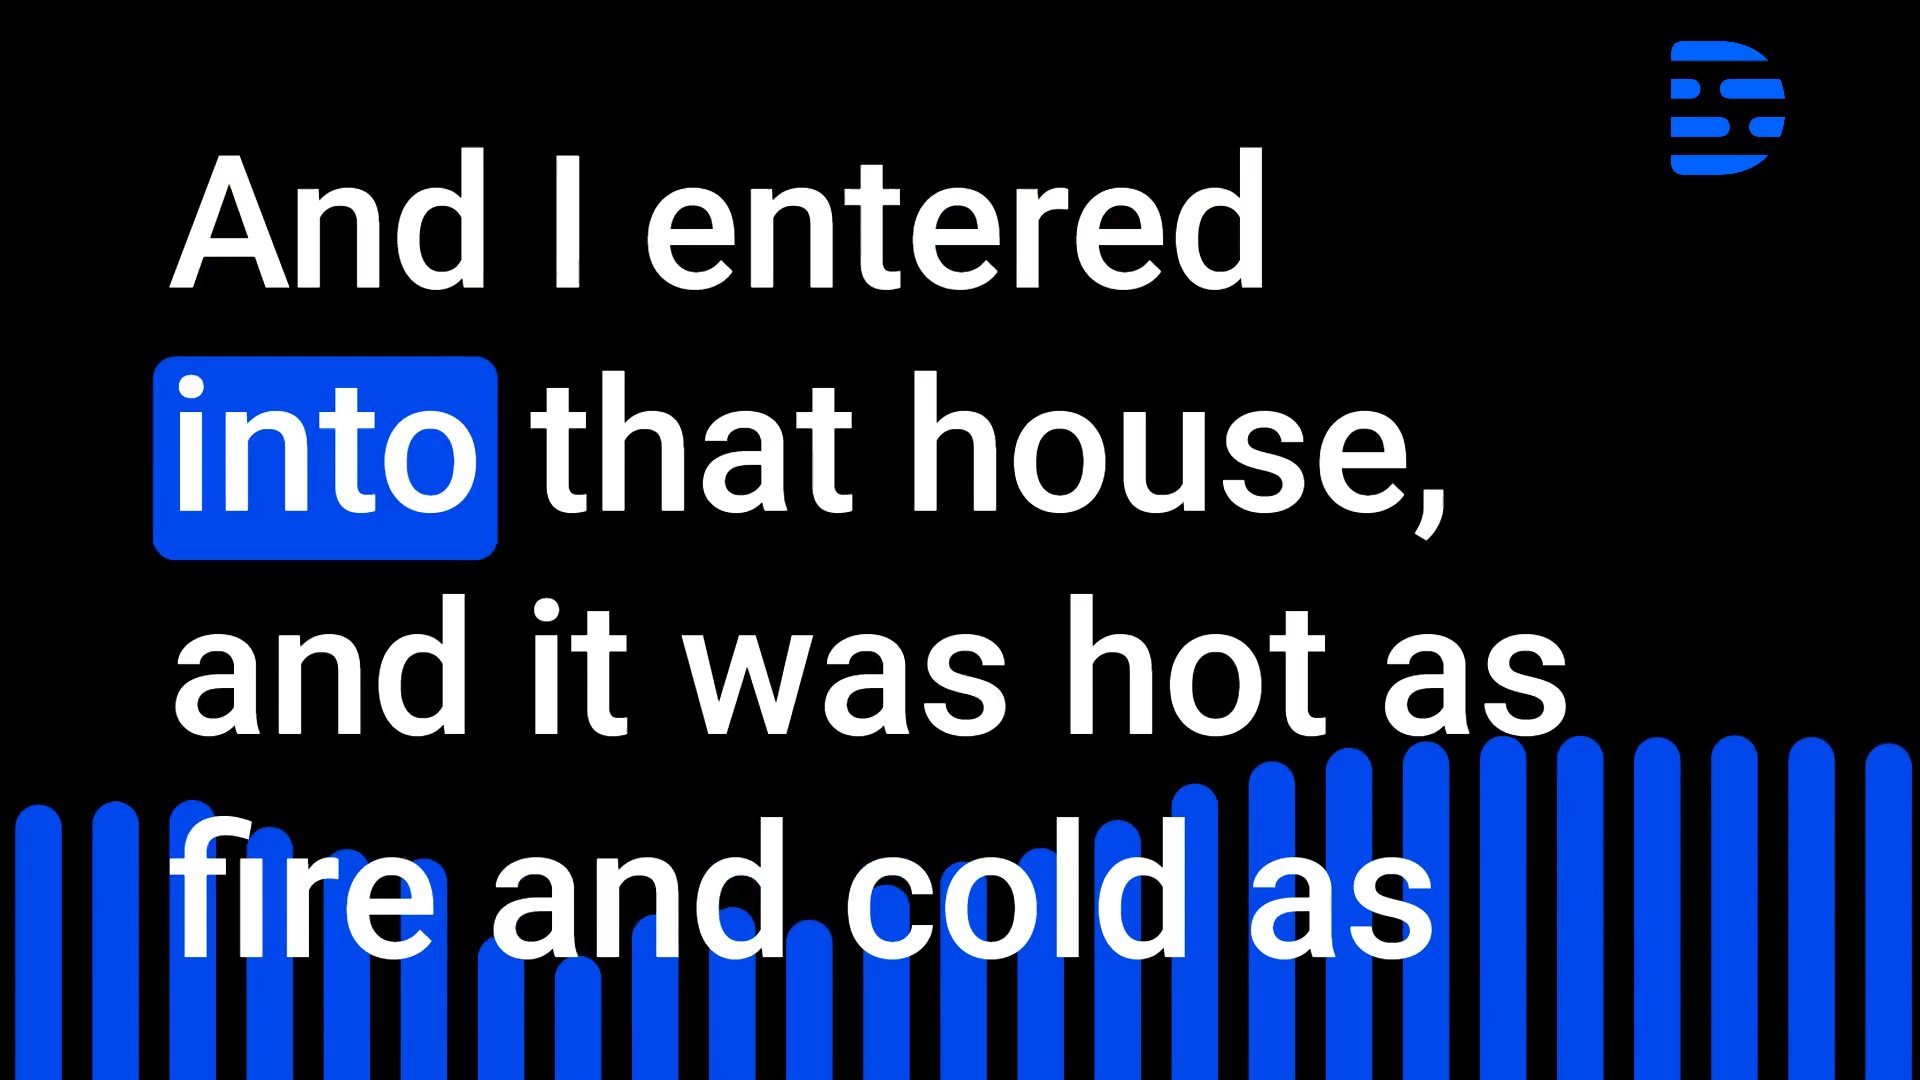 And I entered
into that house,
and it was hot as
fire and cold as